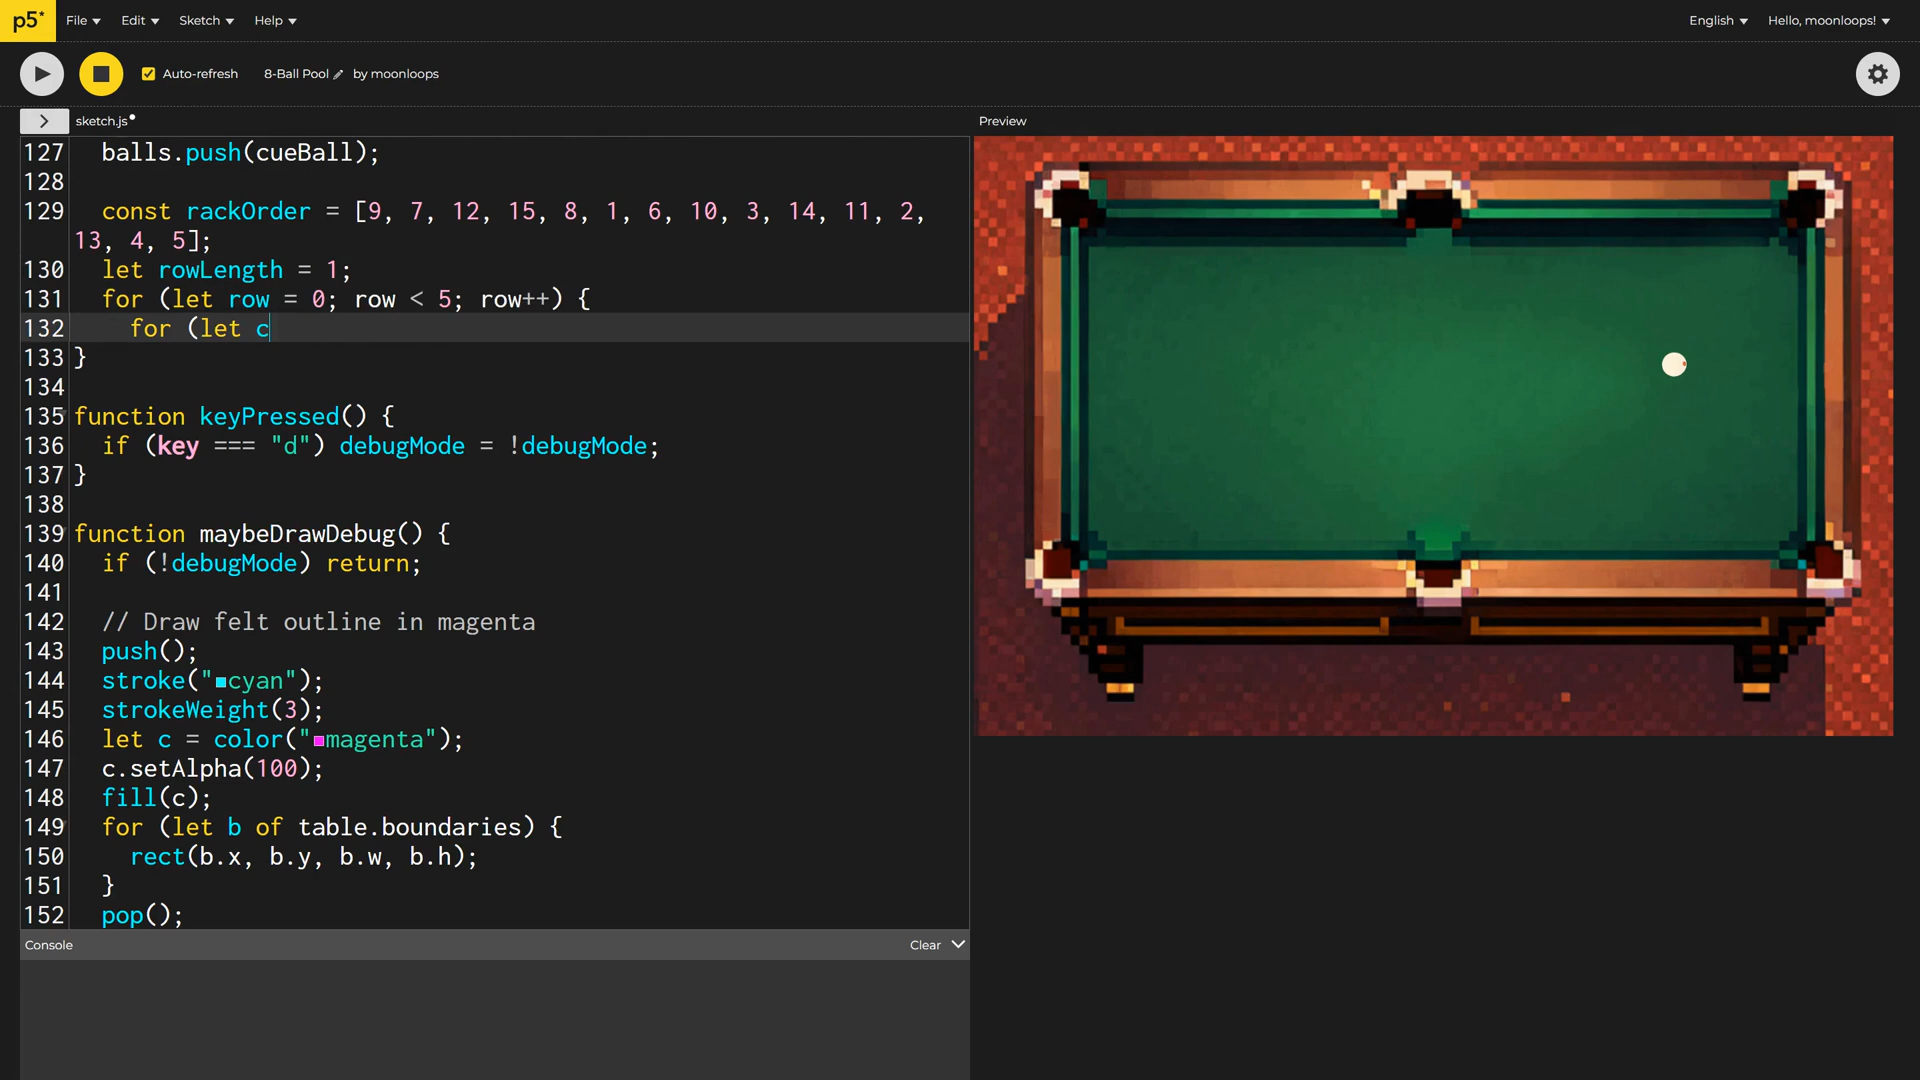 p5* File Edit Sketch Help English Hello, moonloops!
Auto-refresh 8-Ball Pool by moonloops
sketch.js Preview
127   balls.push(cueBall);
128
129   const rackOrder = [9, 7, 12, 15, 8, 1, 6, 10, 3, 14, 11, 2,
13, 4, 5];
130   let rowLength = 1;
131   for (let row = 0; row < 5; row++) {
132     for (let c
133 }
134
135 function keyPressed() {
136   if (key === "d") debugMode = !debugMode;
137 }
138
139 function maybeDrawDebug() {
140   if (!debugMode) return;
141
142   // Draw felt outline in magenta
143   push();
144   stroke("cyan");
145   strokeWeight(3);
146   let c = color("magenta");
147   c.setAlpha(100);
148   fill(c);
149   for (let b of table.boundaries) {
150     rect(b.x, b.y, b.w, b.h);
151   }
152   pop();
Console Clear